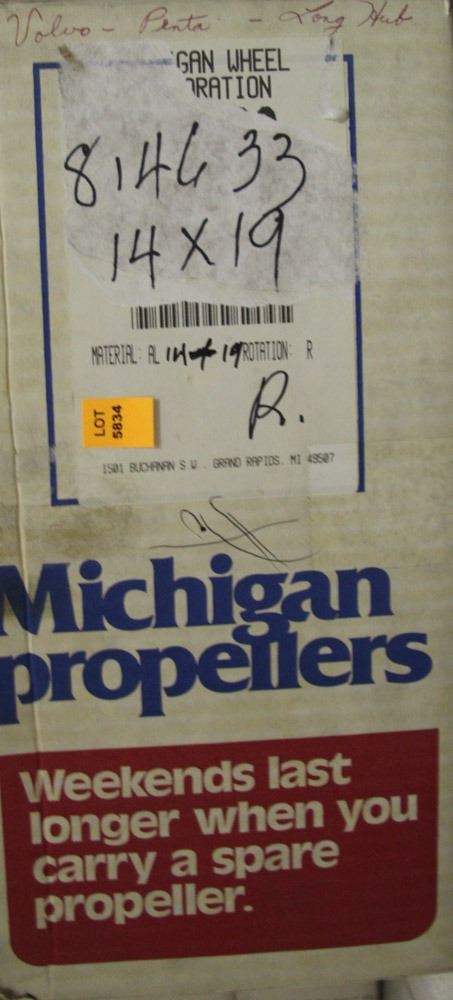 Volvo - Penta - Long Hub
GAN WHEEL
RATION
814633
14 X 19
MATERIAL: AL 14 X 19 ROTATION: R
R.
LOT
5834
1501 BUCHANAN S W . GRAND RAPIDS. MI 49507
Michigan
propellers
Weekends last
longer when you
carry a spare
propeller.